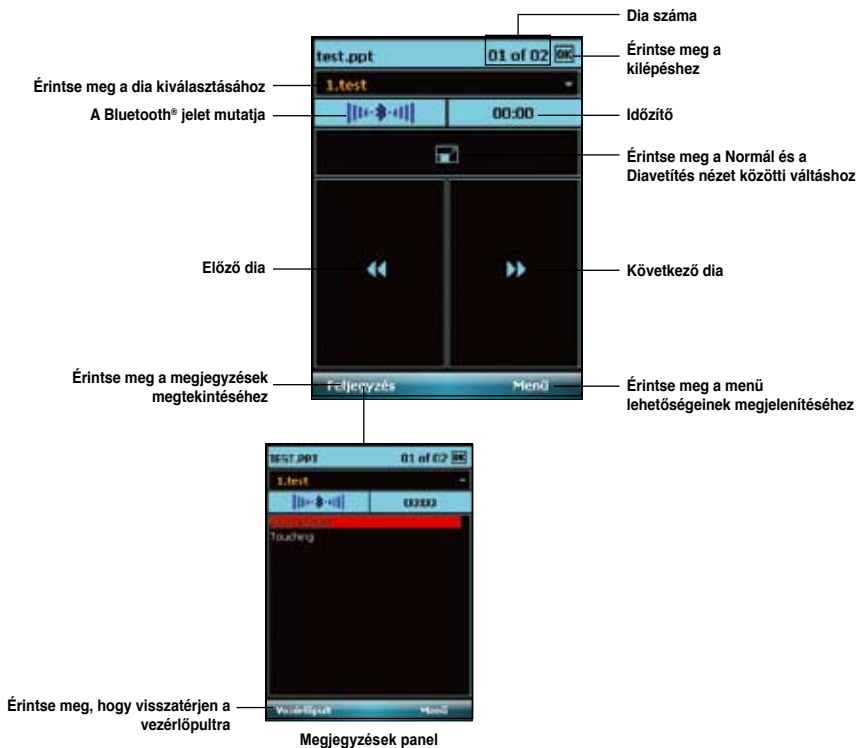 Dia száma
test.ppt
01 of 02 OK
Érintse meg a
kilépéshez
Érintse meg a dia kiválasztásához
1.test
A Bluetooth® jelet mutatja
00:00
Időzítő
Érintse meg a Normál és a
Diavetítés nézet közötti váltáshoz
Előző dia
Következő dia
Érintse meg a megjegyzések
megtekintéséhez
Feljegyzés
Menü
Érintse meg a menü
lehetőségeinek megjelenítéséhez
TEST.PPT
01 of 02 OK
1.test
00:00
Touching
Érintse meg, hogy visszatérjen a
vezérlőpultra
Vezérlőpult
Menü
Megjegyzések panel